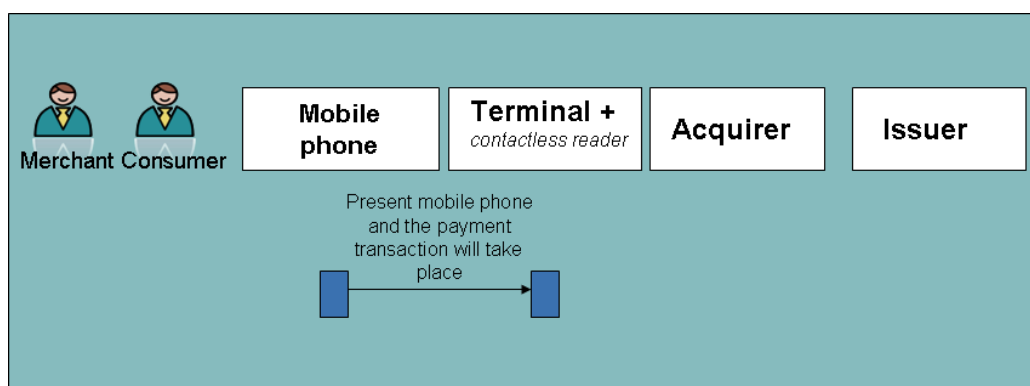 Merchant Consumer
Mobile
phone
Terminal +
contactless reader
Acquirer
Issuer
Present mobile phone
and the payment
transaction will take
place